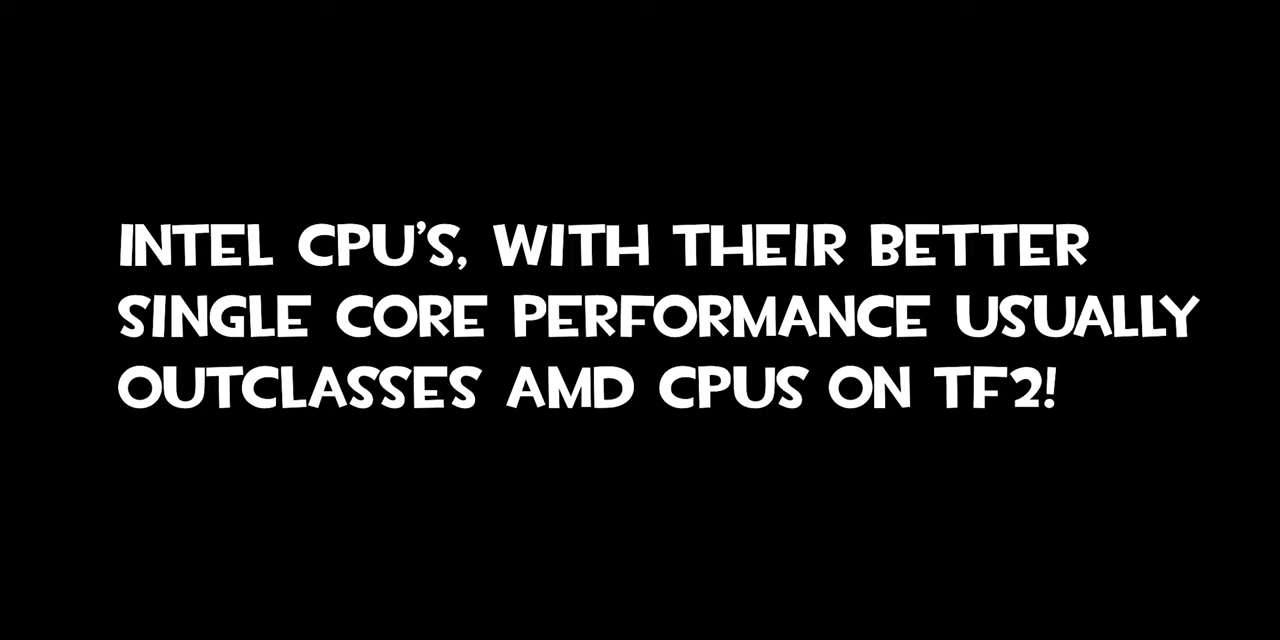 INTEL CPU'S, WITH THEIR BETTER
SINGLE CORE PERFORMANCE USUALLY
OUTCLASSES AMD CPUS ON TF2!